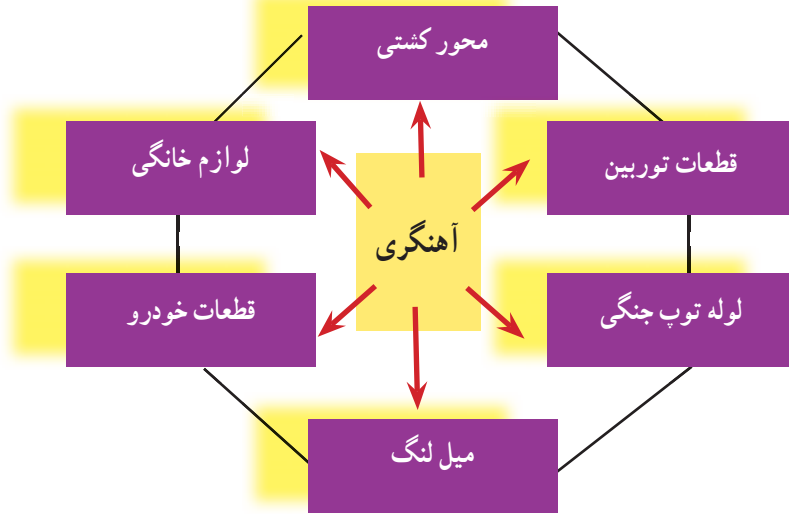 محور کشتی
قطعات توربین
لوازم خانگی
آهنگری
لوله توپ جنگی
قطعات خودرو
میل لنگ